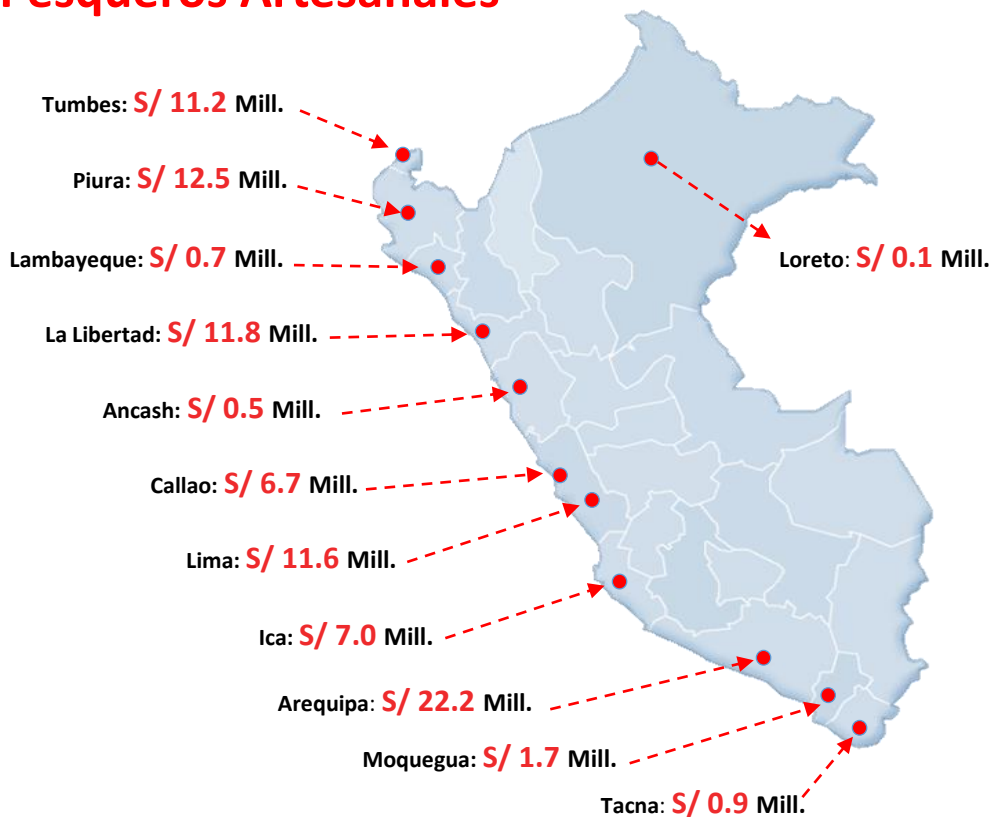 Pesqueros Artesanales
Tumbes: S/ 11.2 Mill.
Piura: S/ 12.5 Mill.
Lambayeque: S/ 0.7 Mill.
Loreto: S/ 0.1 Mill.
La Libertad: S/ 11.8 Mill.
Ancash: S/ 0.5 Mill.
Callao: S/ 6.7 Mill.
Lima: S/ 11.6 Mill.
Ica: S/ 7.0 Mill.
Arequipa: S/ 22.2 Mill.
Moquegua: S/ 1.7 Mill.
Tacna: S/ 0.9 Mill.